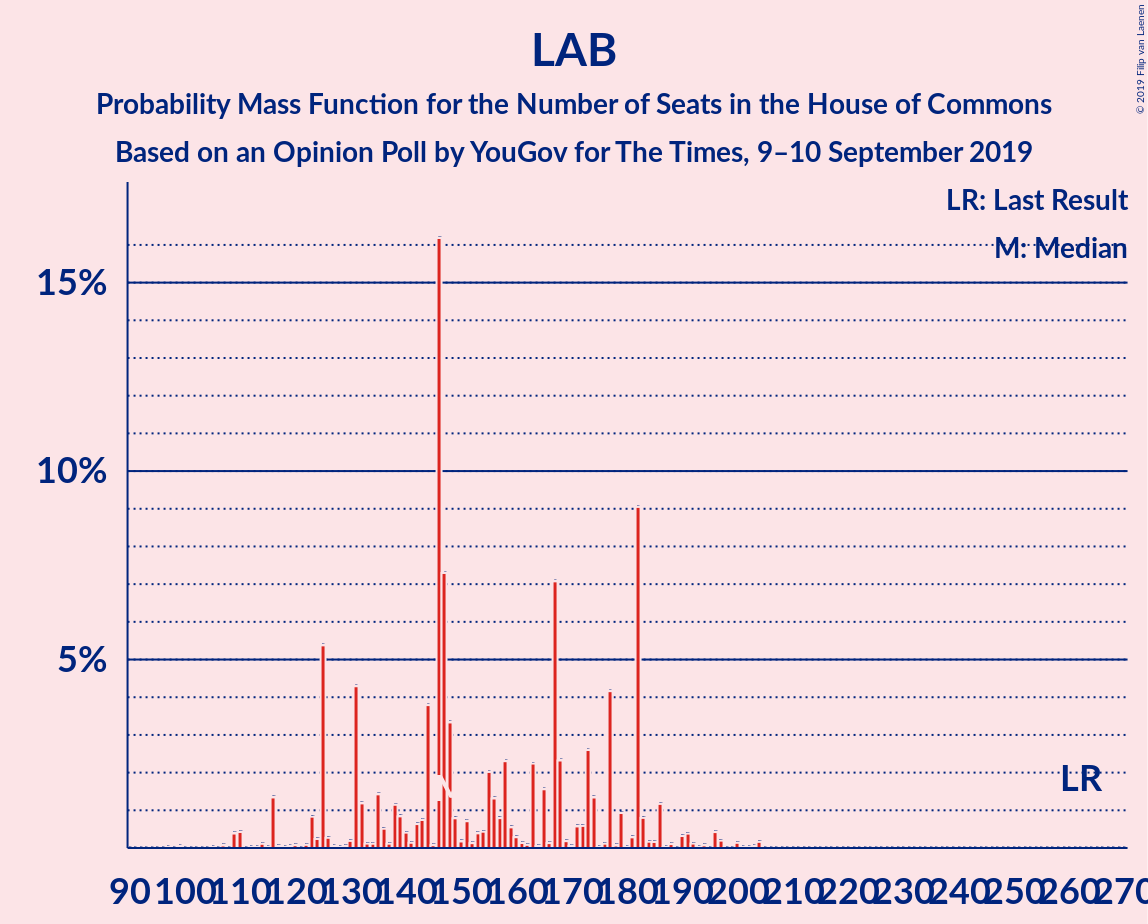 LAB
Probability Mass Function for the Number of Seats in the House of Commons
Based on an Opinion Poll by YouGov for The Times, 9–10 September 2019
© 2019 Filip van Laenen
LR: Last Result
M: Median
15%
10%
5%
LR
90 100 110 120 130 140 150 160 170 180 190 200 210 220 230 240 250 260 270